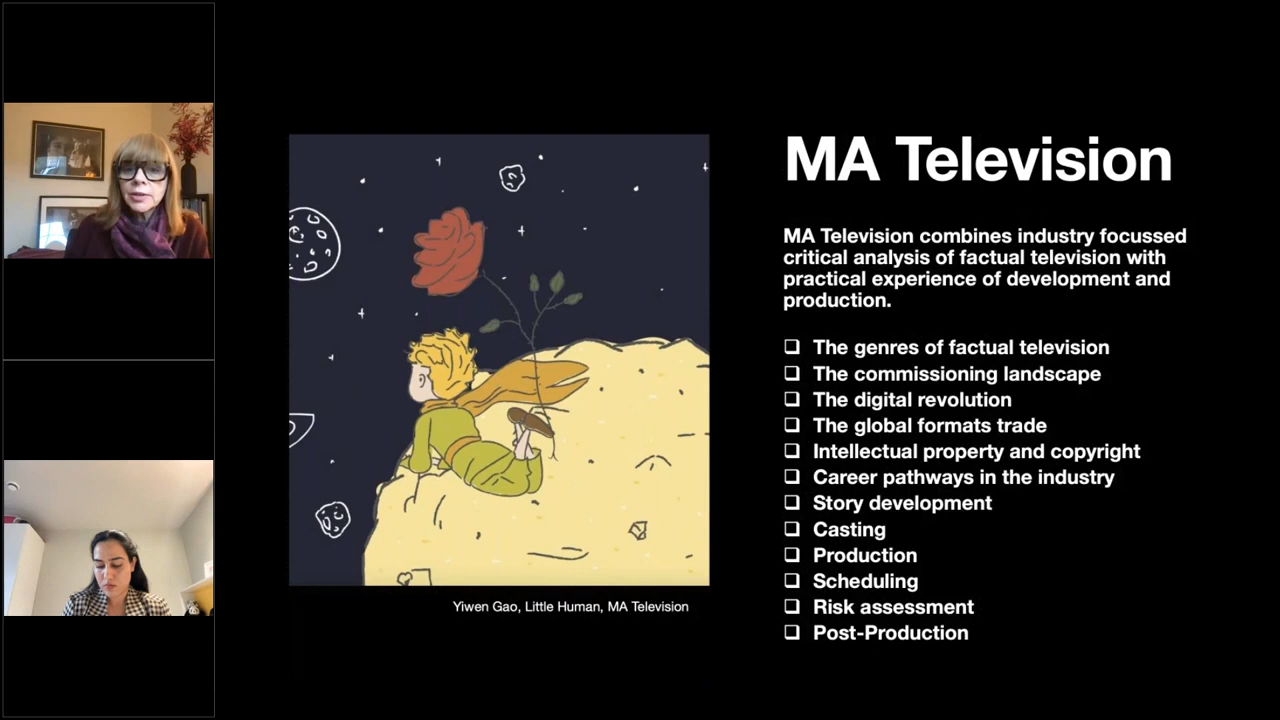 MA Television
MA Television combines industry focussed
critical analysis of factual television with
practical experience of development and
production.
❑ The genres of factual television
❑ The commissioning landscape
❑ The digital revolution
❑ The global formats trade
❑ Intellectual property and copyright
❑ Career pathways in the industry
❑ Story development
❑ Casting
❑ Production
❑ Scheduling
❑ Risk assessment
❑ Post-Production
Yiwen Gao, Little Human, MA Television